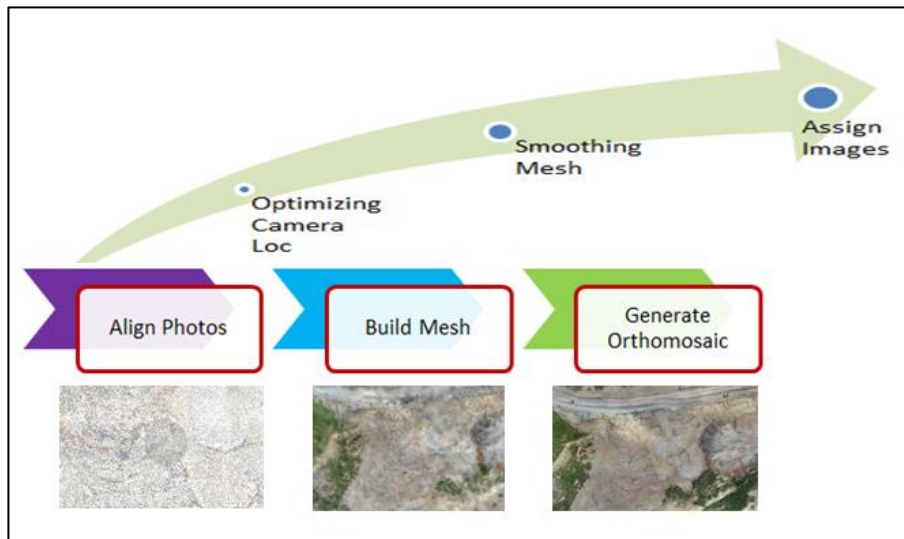 Assign
Images
Smoothing
Mesh
Optimizing
Camera
Loc
Align Photos
Build Mesh
Generate
Orthomosaic